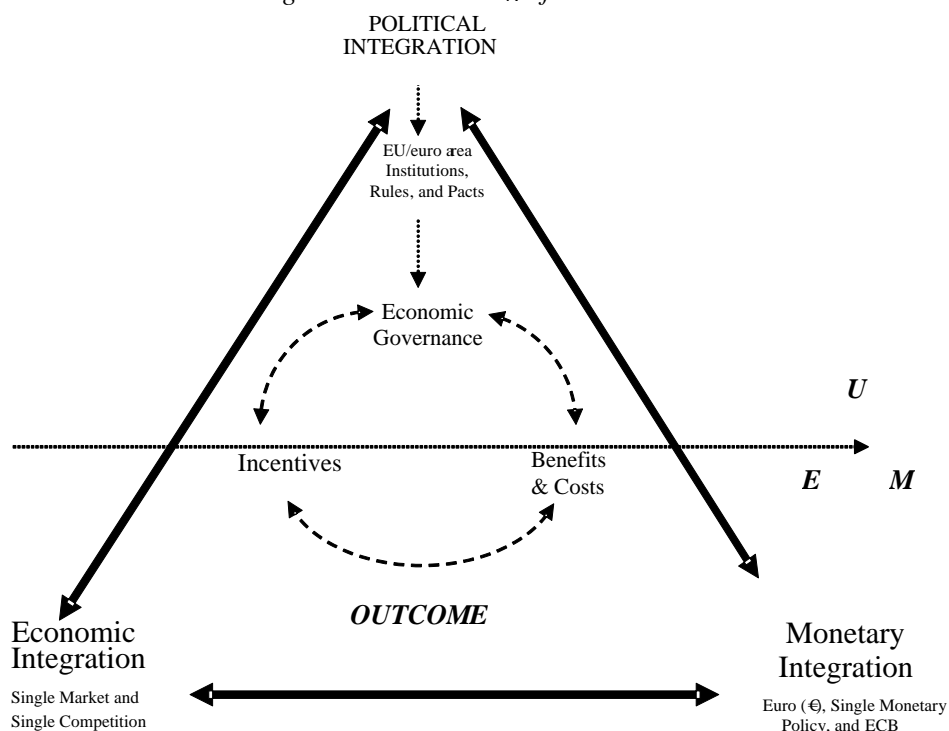 POLITICAL
INTEGRATION
EU/euro area
Institutions,
Rules, and Pacts
Economic
Governance
U
Incentives
Benefits
& Costs
E M
OUTCOME
Economic
Integration
Single Market and
Single Competition
Monetary
Integration
Euro (€), Single Monetary
Policy, and ECB